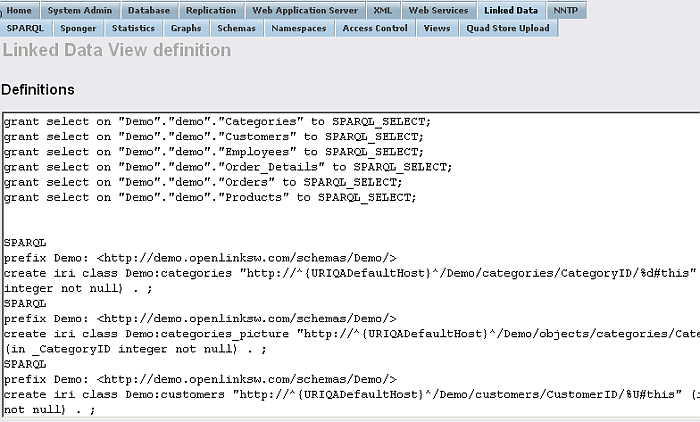 Home System Admin Database Replication Web Application Server XML Web Services Linked Data NNTP
SPARQL Sponger Statistics Graphs Schemas Namespaces Access Control Views Quad Store Upload
Linked Data View definition
Definitions
grant select on "Demo"."demo"."Categories" to SPARQL_SELECT;
grant select on "Demo"."demo"."Customers" to SPARQL_SELECT;
grant select on "Demo"."demo"."Employees" to SPARQL_SELECT;
grant select on "Demo"."demo"."Order_Details" to SPARQL_SELECT;
grant select on "Demo"."demo"."Orders" to SPARQL_SELECT;
grant select on "Demo"."demo"."Products" to SPARQL_SELECT;
SPARQL
prefix Demo: <http://demo.openlinksw.com/schemas/Demo/>
create iri class Demo:categories "http://^{URIQADefaultHost}^/Demo/categories/CategoryID/%d#this"
integer not null) . ;
SPARQL
prefix Demo: <http://demo.openlinksw.com/schemas/Demo/>
create iri class Demo:categories_picture "http://^{URIQADefaultHost}^/Demo/objects/categories/Cate
(in _CategoryID integer not null) . ;
SPARQL
prefix Demo: <http://demo.openlinksw.com/schemas/Demo/>
create iri class Demo:customers "http://^{URIQADefaultHost}^/Demo/customers/CustomerID/%U#this" (i
not null) . ;